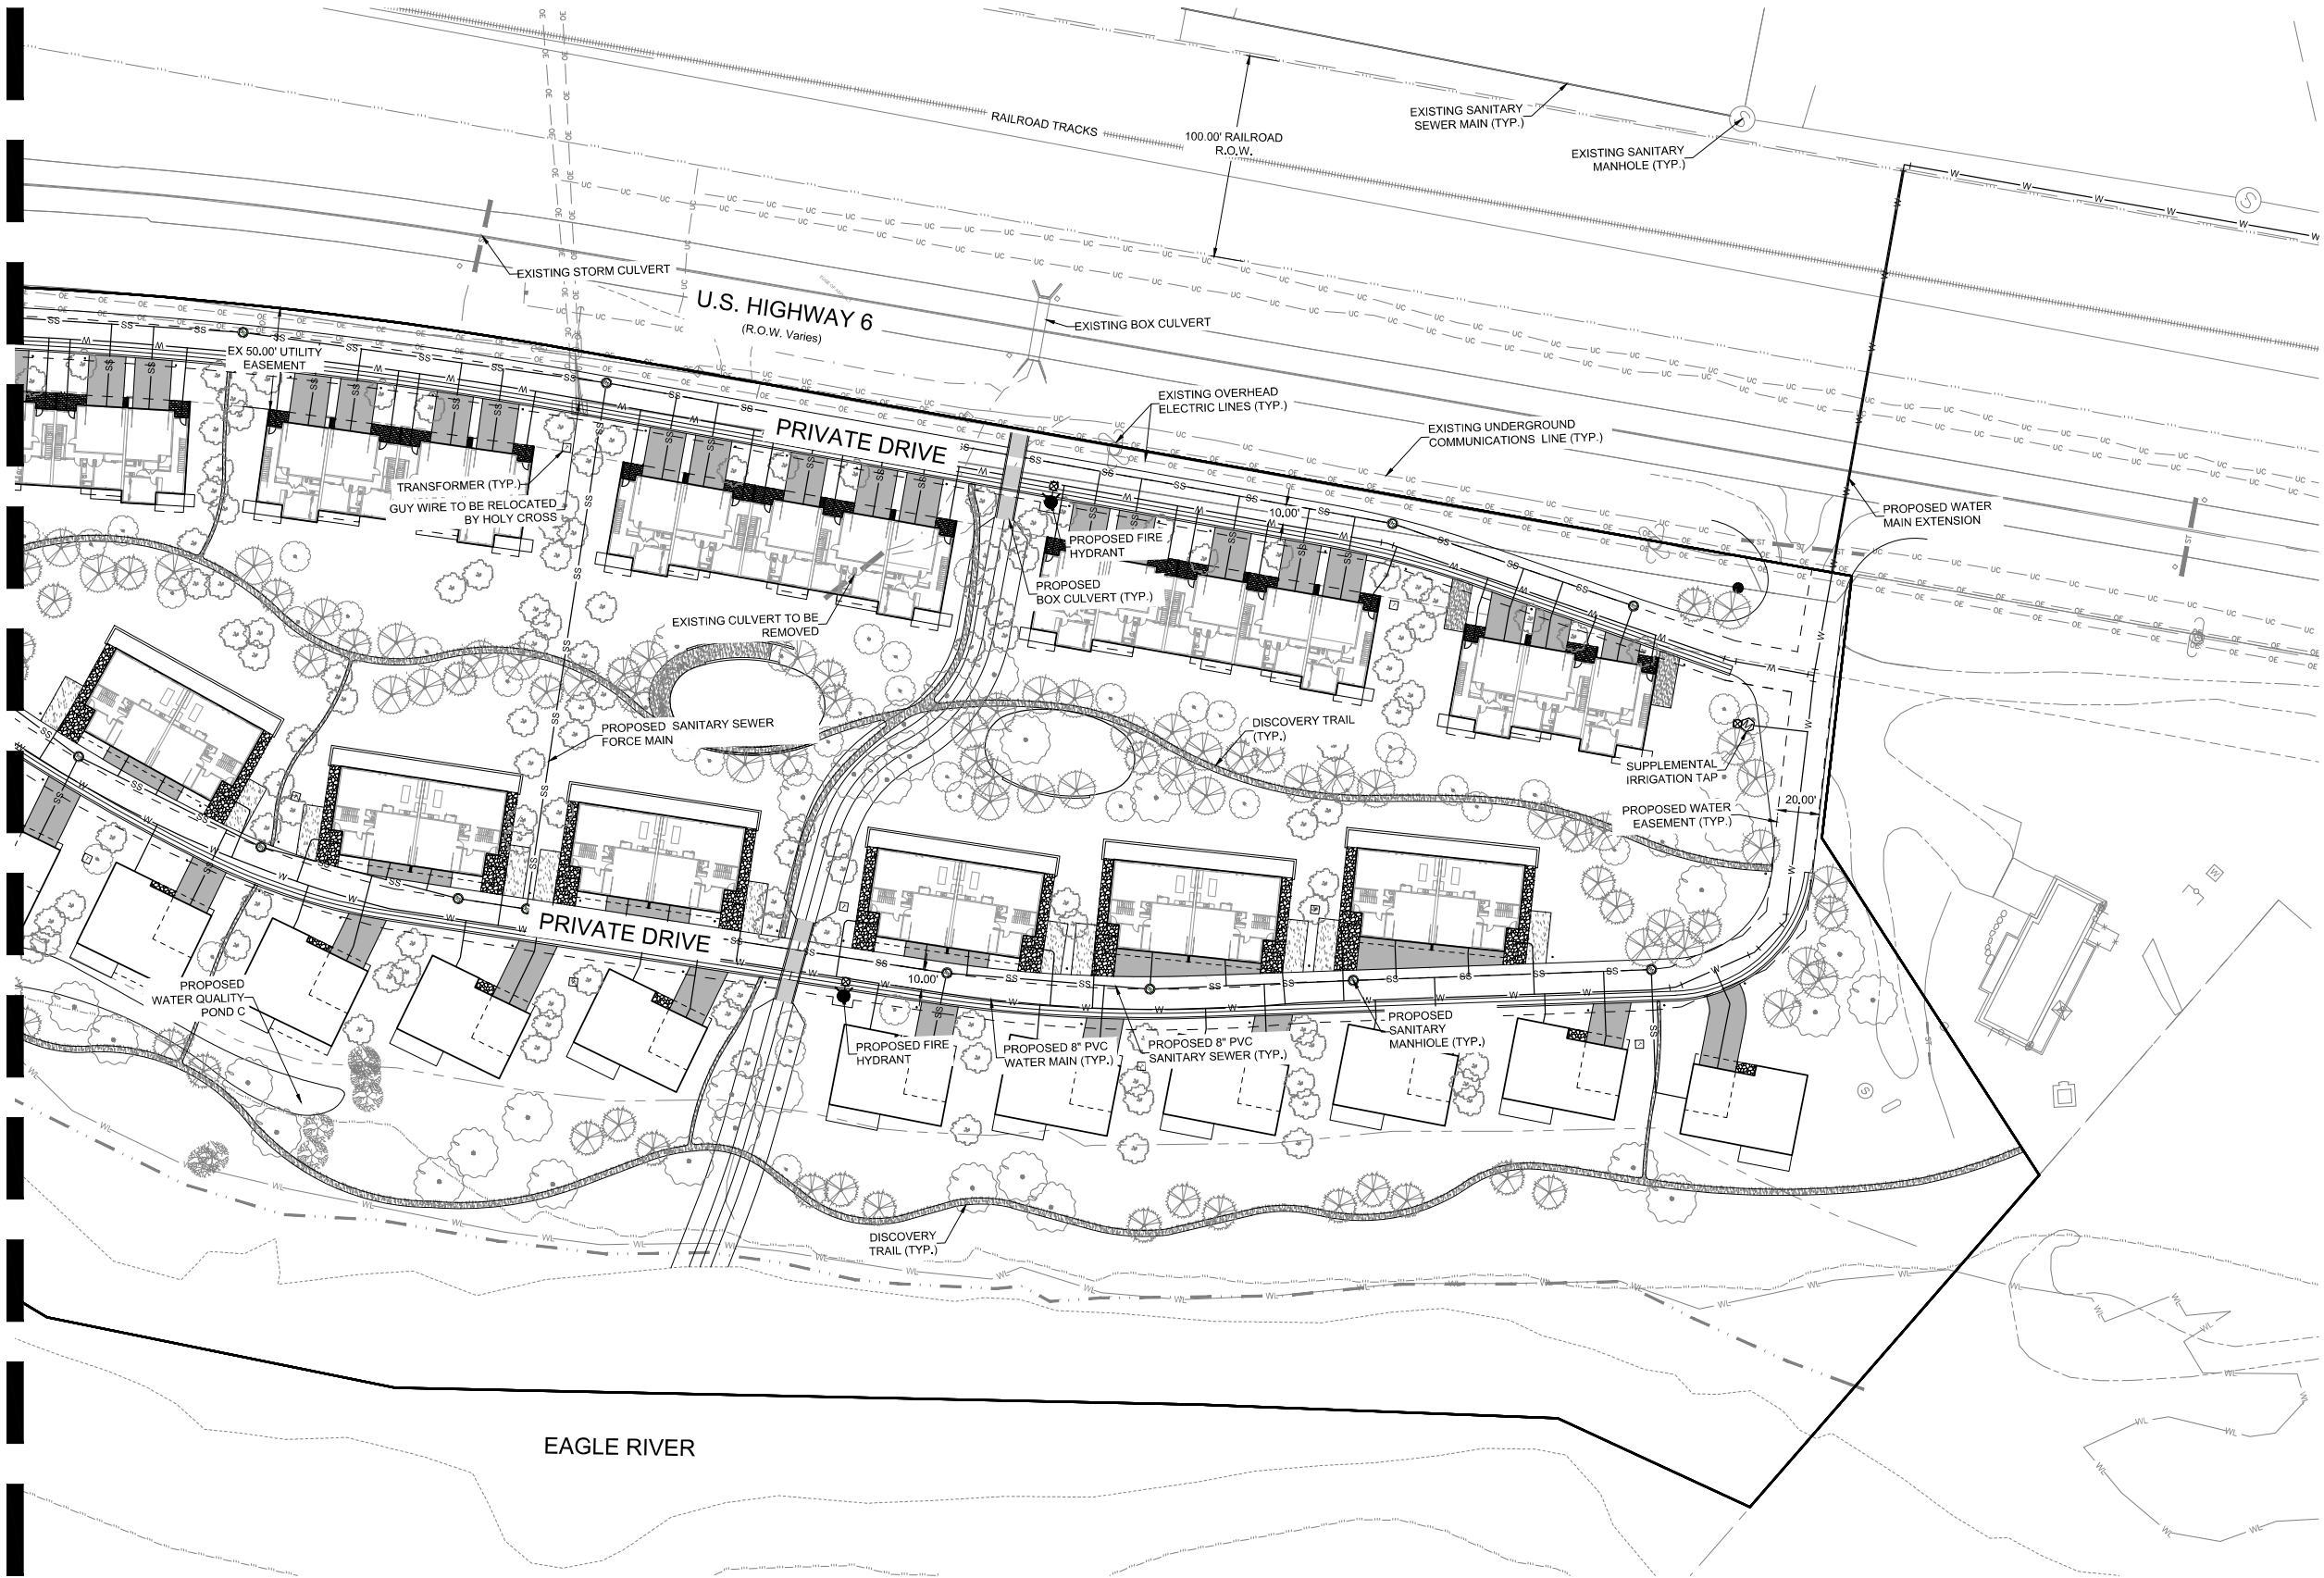 RAILROAD TRACKS
100.00' RAILROAD
R.O.W.
EXISTING SANITARY
SEWER MAIN (TYP.)
EXISTING SANITARY
MANHOLE (TYP.)
EXISTING STORM CULVERT
U.S. HIGHWAY 6
(R.O.W. Varies)
EXISTING BOX CULVERT
EX 50.00' UTILITY
EASEMENT
EXISTING OVERHEAD
ELECTRIC LINES (TYP.)
EXISTING UNDERGROUND
COMMUNICATIONS LINE (TYP.)
PRIVATE DRIVE
TRANSFORMER (TYP.)
GUY WIRE TO BE RELOCATED
BY HOLY CROSS
10.00'
PROPOSED WATER
MAIN EXTENSION
PROPOSED FIRE
HYDRANT
PROPOSED
BOX CULVERT (TYP.)
EXISTING CULVERT TO BE
REMOVED
PROPOSED SANITARY SEWER
FORCE MAIN
DISCOVERY TRAIL
(TYP.)
SUPPLEMENTAL
IRRIGATION TAP
PROPOSED WATER
EASEMENT (TYP.)
20.00'
PRIVATE DRIVE
10.00'
PROPOSED
WATER QUALITY
POND C
PROPOSED FIRE
HYDRANT
PROPOSED 8" PVC
WATER MAIN (TYP.)
PROPOSED 8" PVC
SANITARY SEWER (TYP.)
PROPOSED
SANITARY
MANHOLE (TYP.)
DISCOVERY
TRAIL (TYP.)
EAGLE RIVER